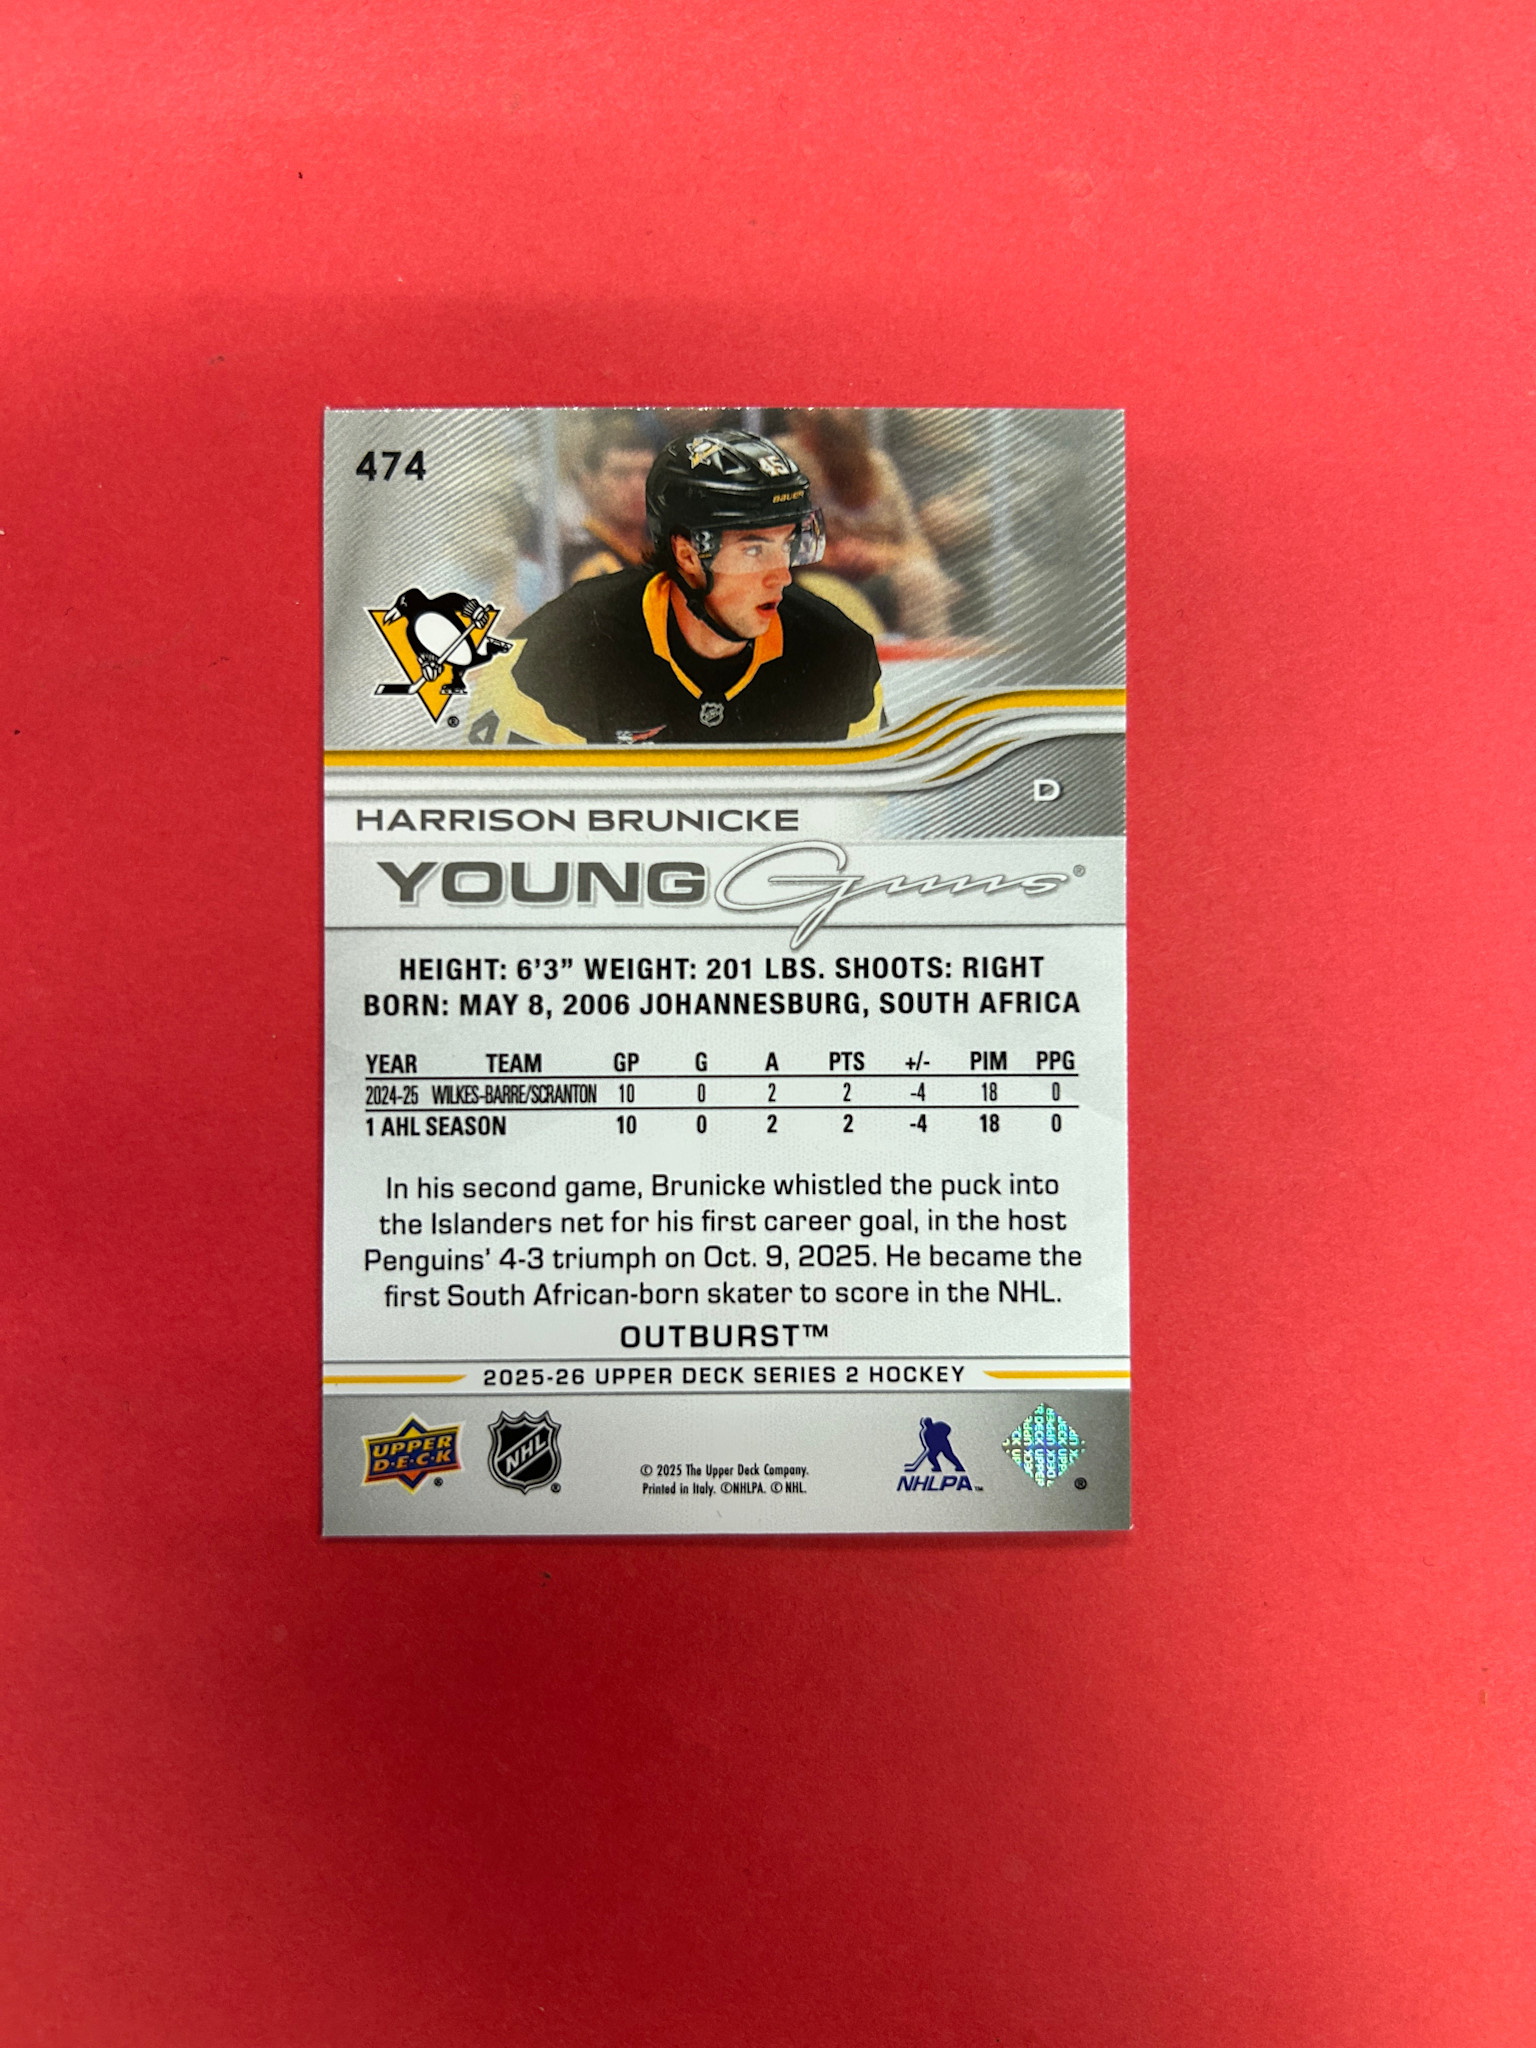 474
45
BAUER
®
D
HARRISON BRUNICKE
YOUNG Guns®
HEIGHT: 6'3” WEIGHT: 201 LBS. SHOOTS: RIGHT
BORN: MAY 8, 2006 JOHANNESBURG, SOUTH AFRICA
YEAR TEAM GP G A PTS +/- PIM PPG
2024-25 WILKES-BARRE/SCRANTON 10 0 2 2 -4 18 0
1 AHL SEASON 10 0 2 2 -4 18 0
In his second game, Brunicke whistled the puck into
the Islanders net for his first career goal, in the host
Penguins’ 4-3 triumph on Oct. 9, 2025. He became the
first South African-born skater to score in the NHL.
OUTBURST™
2025-26 UPPER DECK SERIES 2 HOCKEY
UPPER
D·E·C·K
®
NHL
®
© 2025 The Upper Deck Company.
Printed in Italy. ©NHLPA. © NHL.
NHLPA™
®